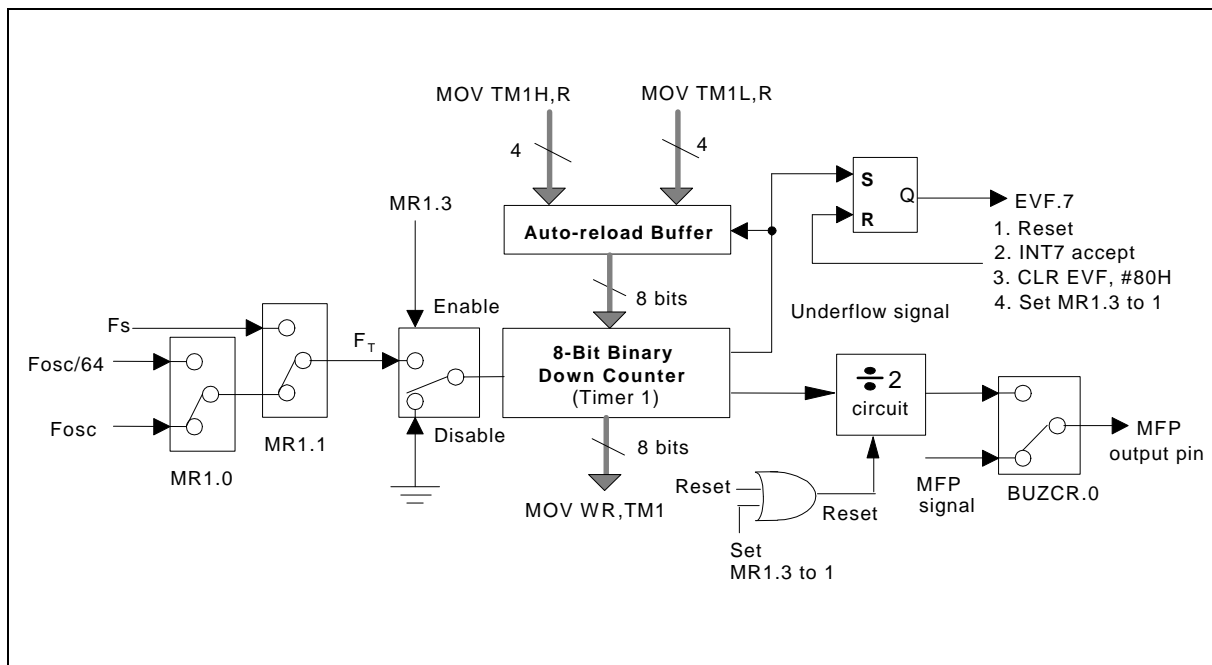 MOV TM1H,R
MOV TM1L,R
4
4
S
Q
R
EVF.7
1. Reset
2. INT7 accept
3. CLR EVF, #80H
4. Set MR1.3 to 1
MR1.3
Auto-reload Buffer
8 bits
Underflow signal
Enable
Fs
FT
Fosc/64
8-Bit Binary
Down Counter
(Timer 1)
÷ 2
circuit
Fosc
MR1.1
Disable
MR1.0
8 bits
MFP
output pin
MFP
signal
BUZCR.0
MOV WR,TM1
Reset
Reset
Set
MR1.3 to 1